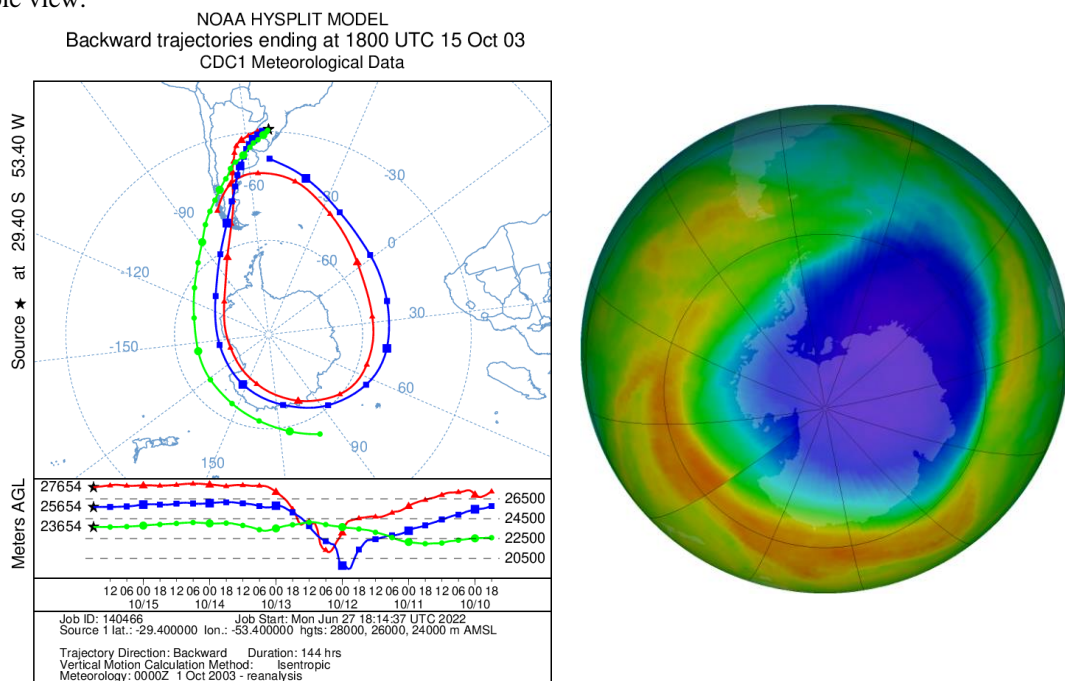 ble view.
NOAA HYSPLIT MODEL
Backward trajectories ending at 1800 UTC 15 Oct 03
CDC1 Meteorological Data
Source ★ at 29.40 S 53.40 W
-30
-60
-30
-90
0
-60
-120
30
-150
60
90
150
Meters AGL
27654
26500
25654
24500
23654
22500
20500
12 06 00 18 12 06 00 18 12 06 00 18 12 06 00 18 12 06 00 18 12 06 00 18
10/15 10/14 10/13 10/12 10/11 10/10
Job ID: 140466 Job Start: Mon Jun 27 18:14:37 UTC 2022
Source 1 lat.: -29.400000 lon.: -53.400000 hgts: 28000, 26000, 24000 m AMSL
Trajectory Direction: Backward Duration: 144 hrs
Vertical Motion Calculation Method: Isentropic
Meteorology: 0000Z 1 Oct 2003 - reanalysis